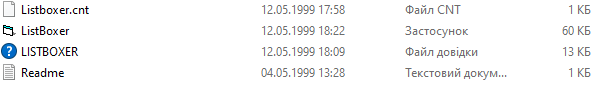 Listboxer.cnt 12.05.1999 17:58 Файл CNT 1 КБ
ListBoxer 12.05.1999 18:22 Застосунок 60 КБ
LISTBOXER 12.05.1999 18:09 Файл довідки 13 КБ
Readme 04.05.1999 13:28 Текстовий докум... 1 КБ